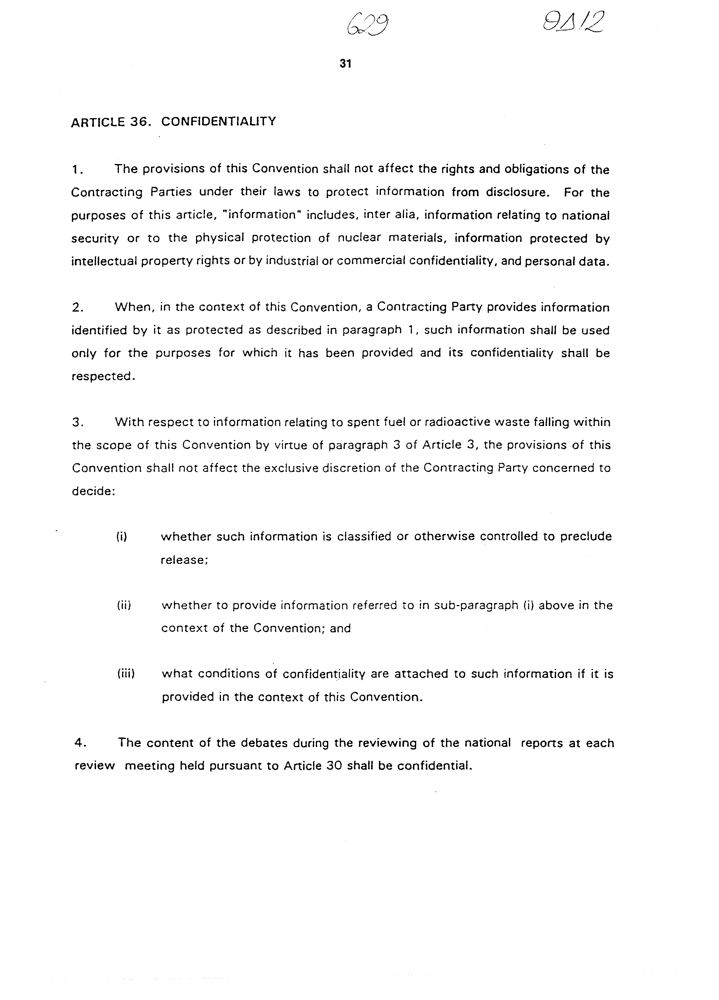 629 ΘΔ12
31
ARTICLE 36. CONFIDENTIALITY
1. The provisions of this Convention shall not affect the rights and obligations of the
Contracting Parties under their laws to protect information from disclosure. For the
purposes of this article, "information" includes, inter alia, information relating to national
security or to the physical protection of nuclear materials, information protected by
intellectual property rights or by industrial or commercial confidentiality, and personal data.
2. When, in the context of this Convention, a Contracting Party provides information
identified by it as protected as described in paragraph 1, such information shall be used
only for the purposes for which it has been provided and its confidentiality shall be
respected.
3. With respect to information relating to spent fuel or radioactive waste falling within
the scope of this Convention by virtue of paragraph 3 of Article 3, the provisions of this
Convention shall not affect the exclusive discretion of the Contracting Party concerned to
decide:
(i) whether such information is classified or otherwise controlled to preclude
release;
(ii) whether to provide information referred to in sub-paragraph (i) above in the
context of the Convention; and
(iii) what conditions of confidentiality are attached to such information if it is
provided in the context of this Convention.
4. The content of the debates during the reviewing of the national reports at each
review meeting held pursuant to Article 30 shall be confidential.